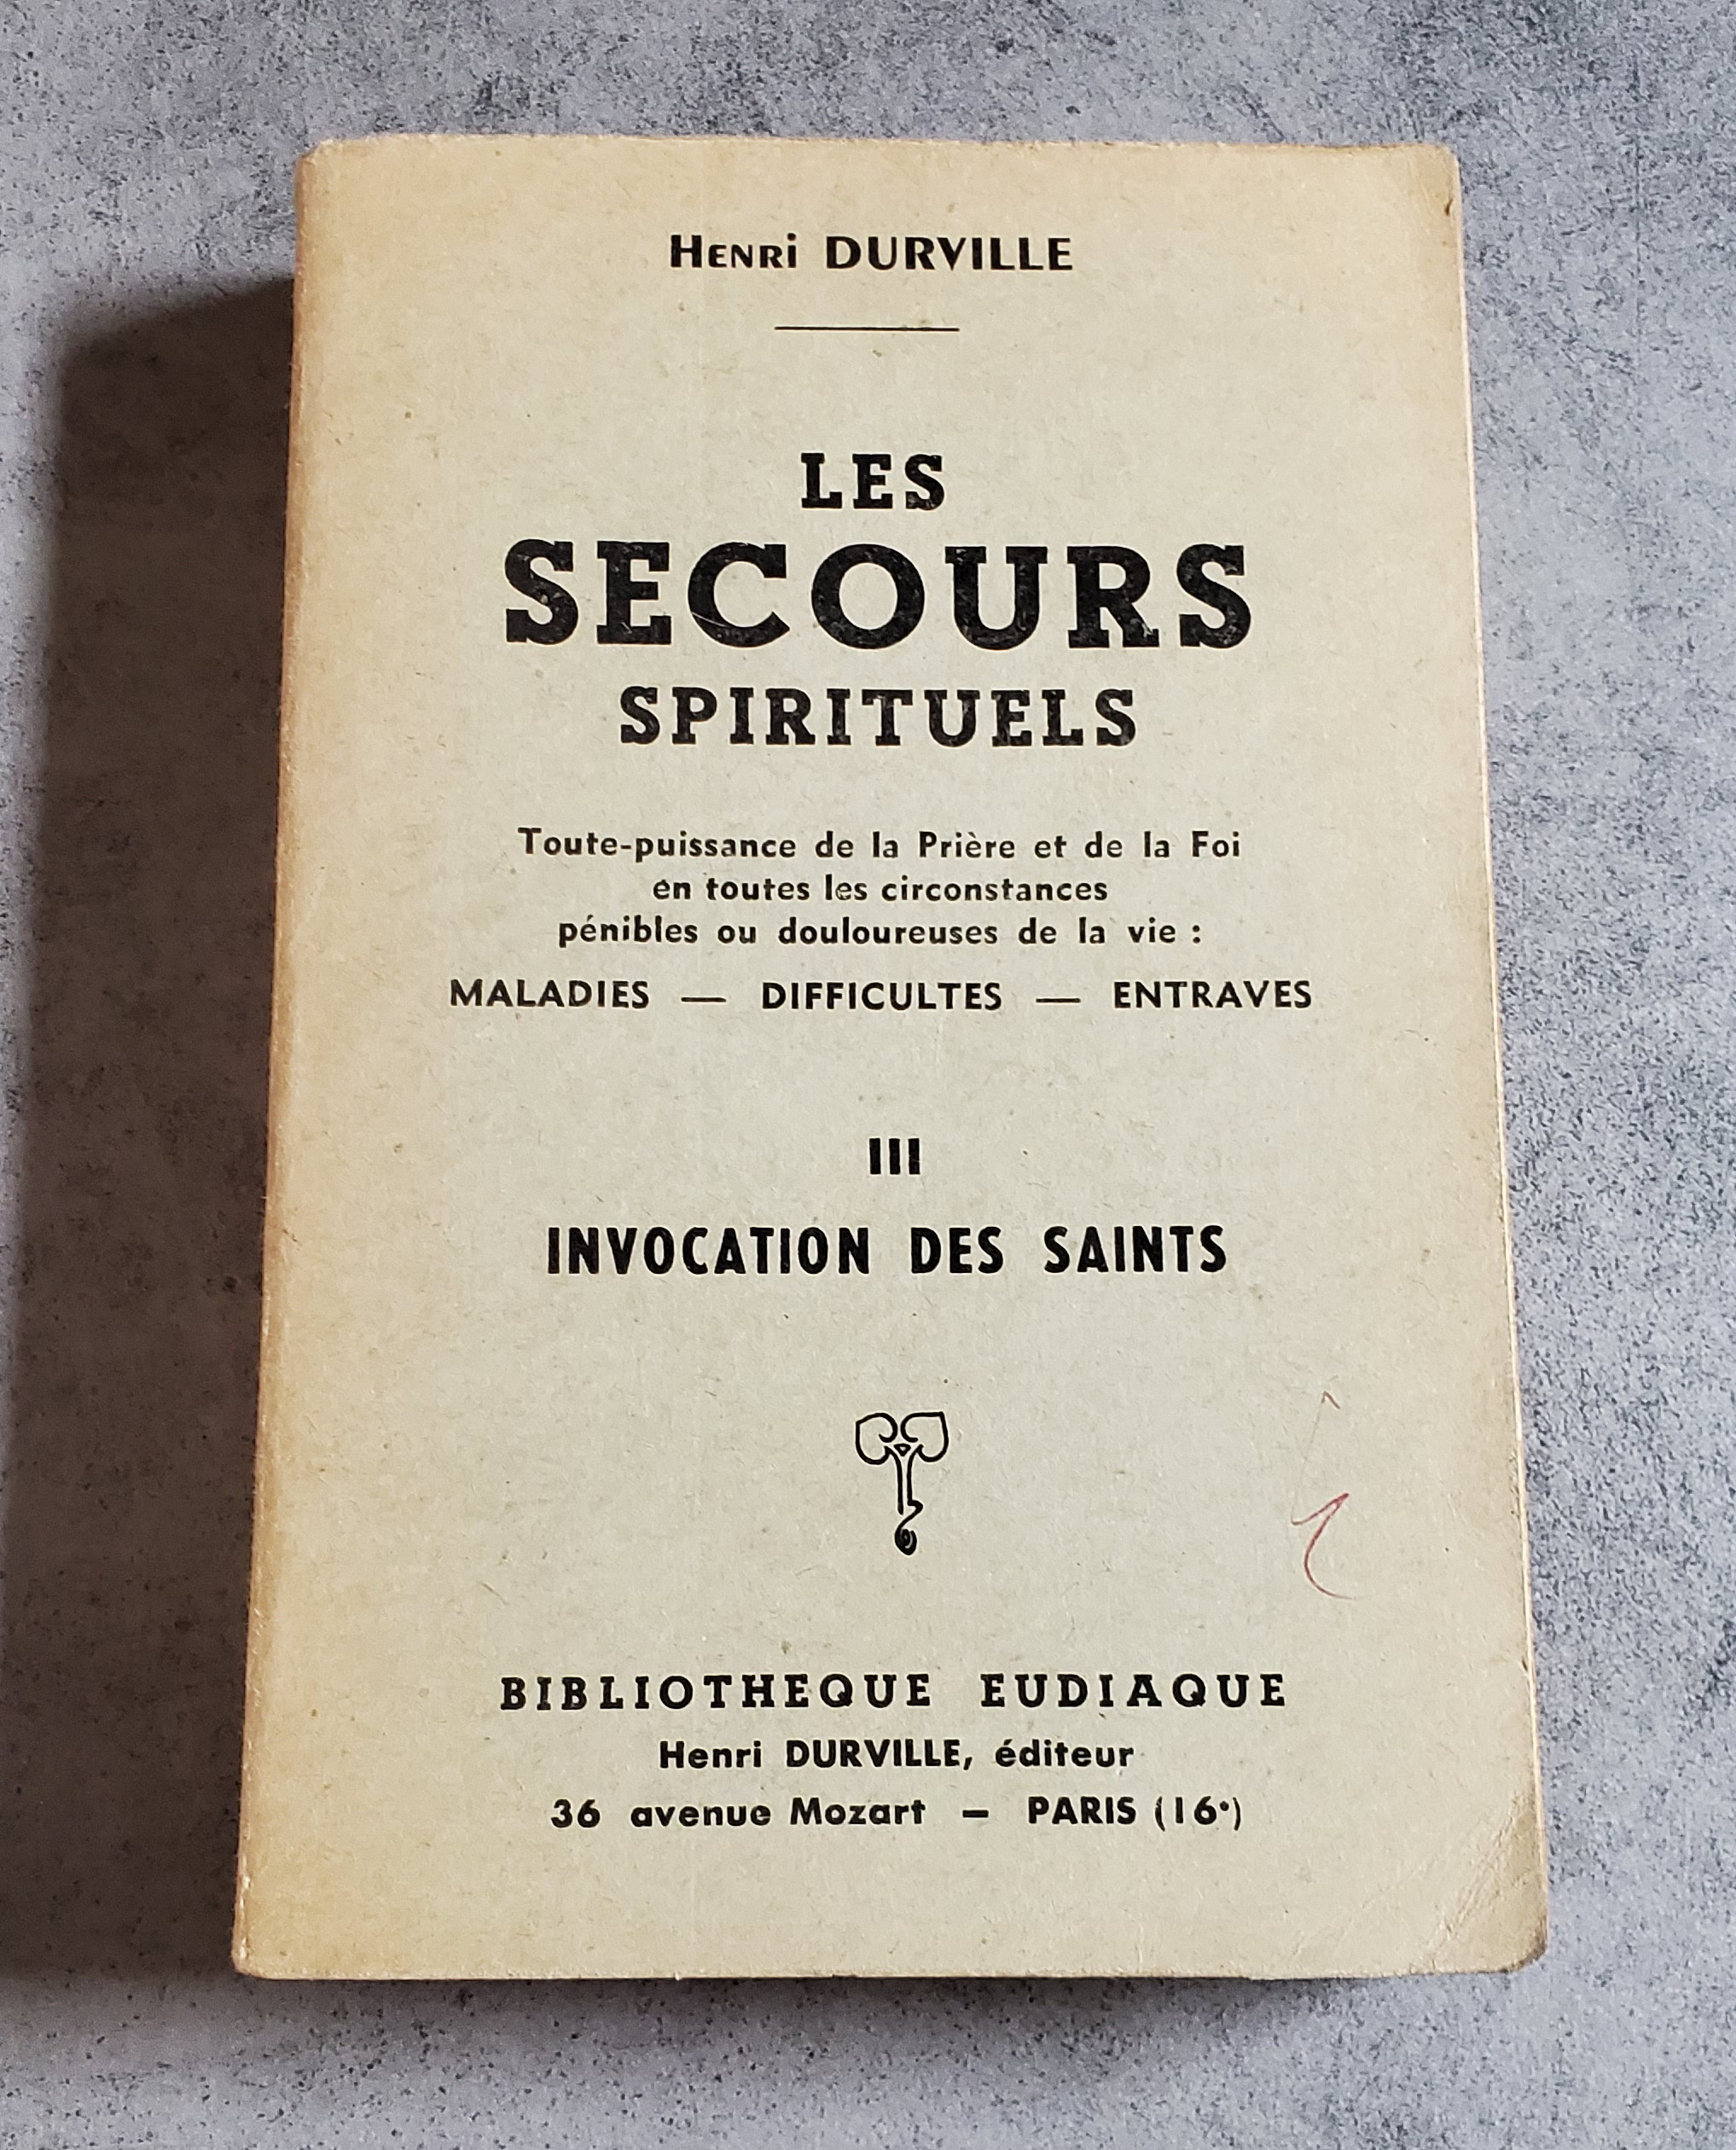 Henri DURVILLE
LES
SECOURS
SPIRITUELS
Toute-puissance de la Prière et de la Foi
en toutes les circonstances
pénibles ou douloureuses de la vie :
MALADIES — DIFFICULTES — ENTRAVES
III
INVOCATION DES SAINTS
BIBLIOTHEQUE EUDIAQUE
Henri DURVILLE, éditeur
36 avenue Mozart — PARIS (16e)